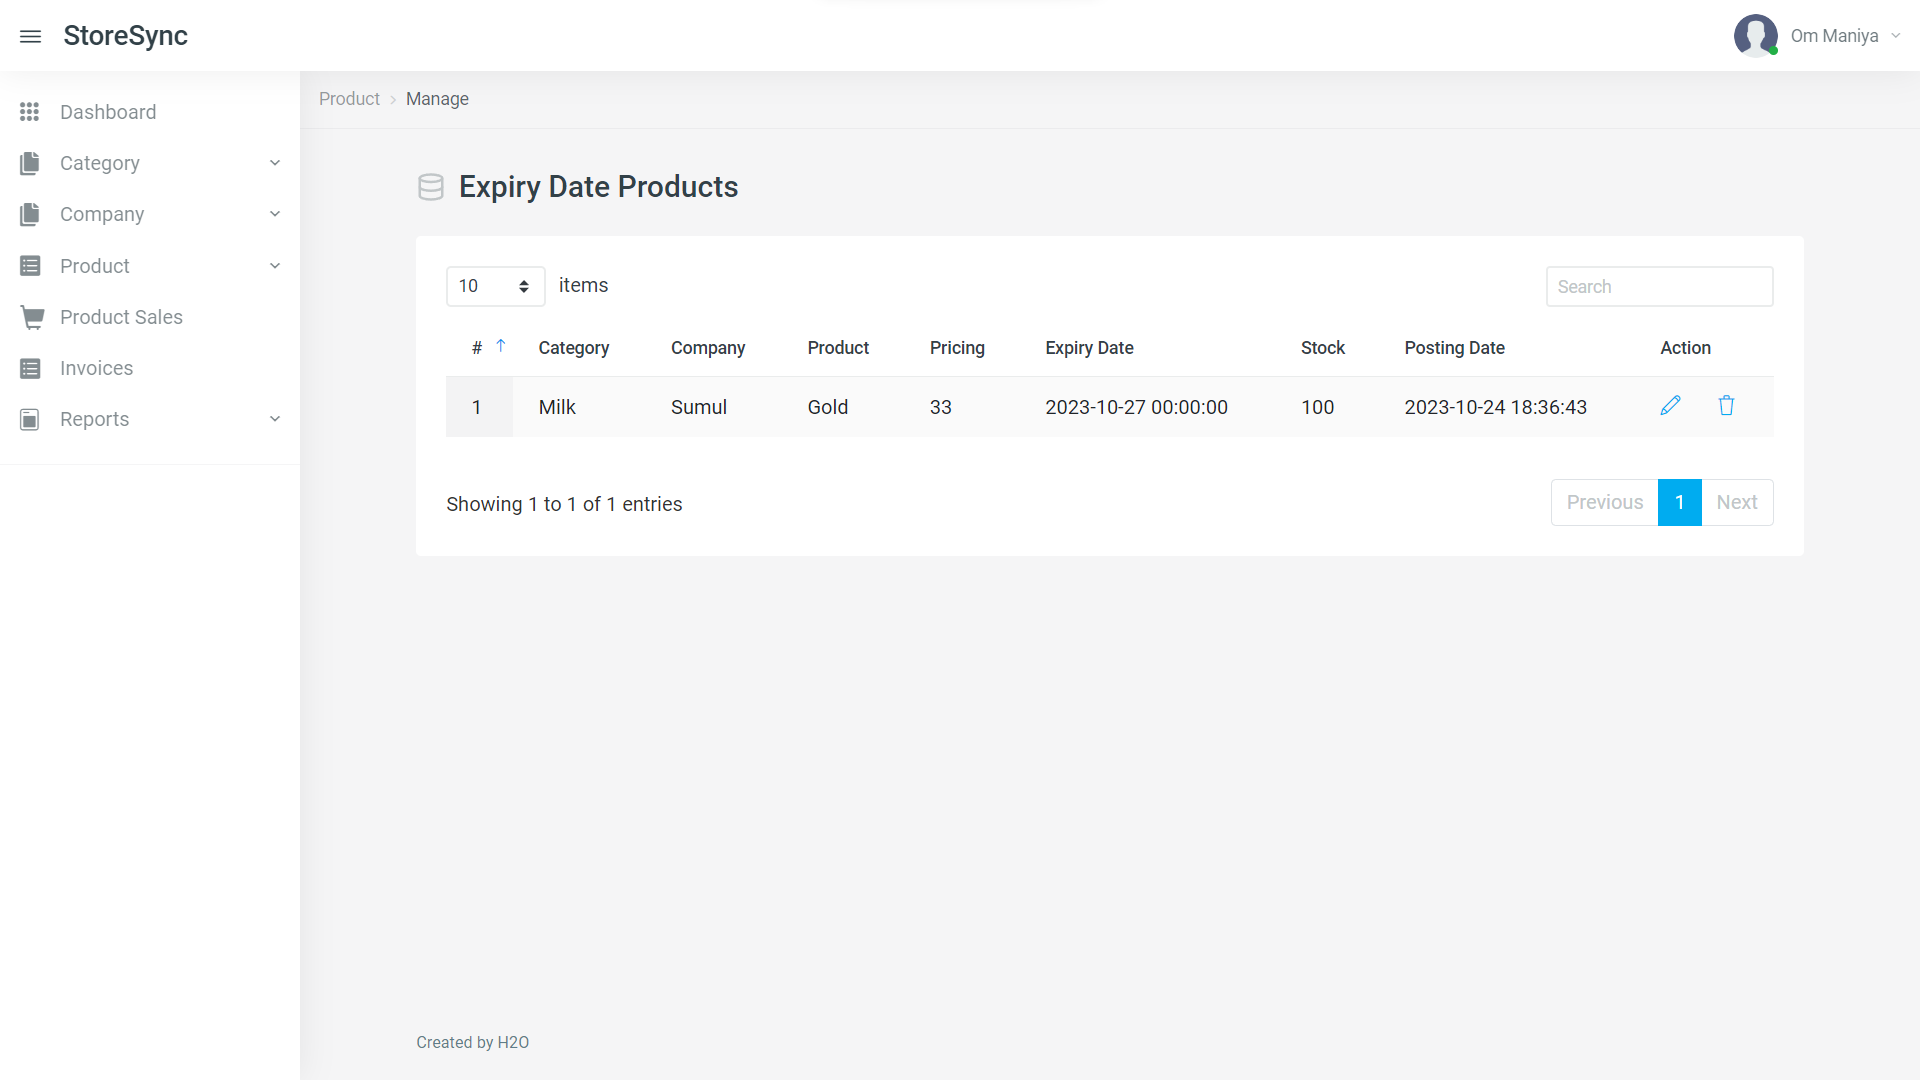 StoreSync
Om Maniya
Dashboard
Category
Company
Product
Product Sales
Invoices
Reports
Product > Manage
Expiry Date Products
10 items
Search
# Category Company Product Pricing Expiry Date Stock Posting Date Action
1 Milk Sumul Gold 33 2023-10-27 00:00:00 100 2023-10-24 18:36:43
Showing 1 to 1 of 1 entries
Previous 1 Next
Created by H2O